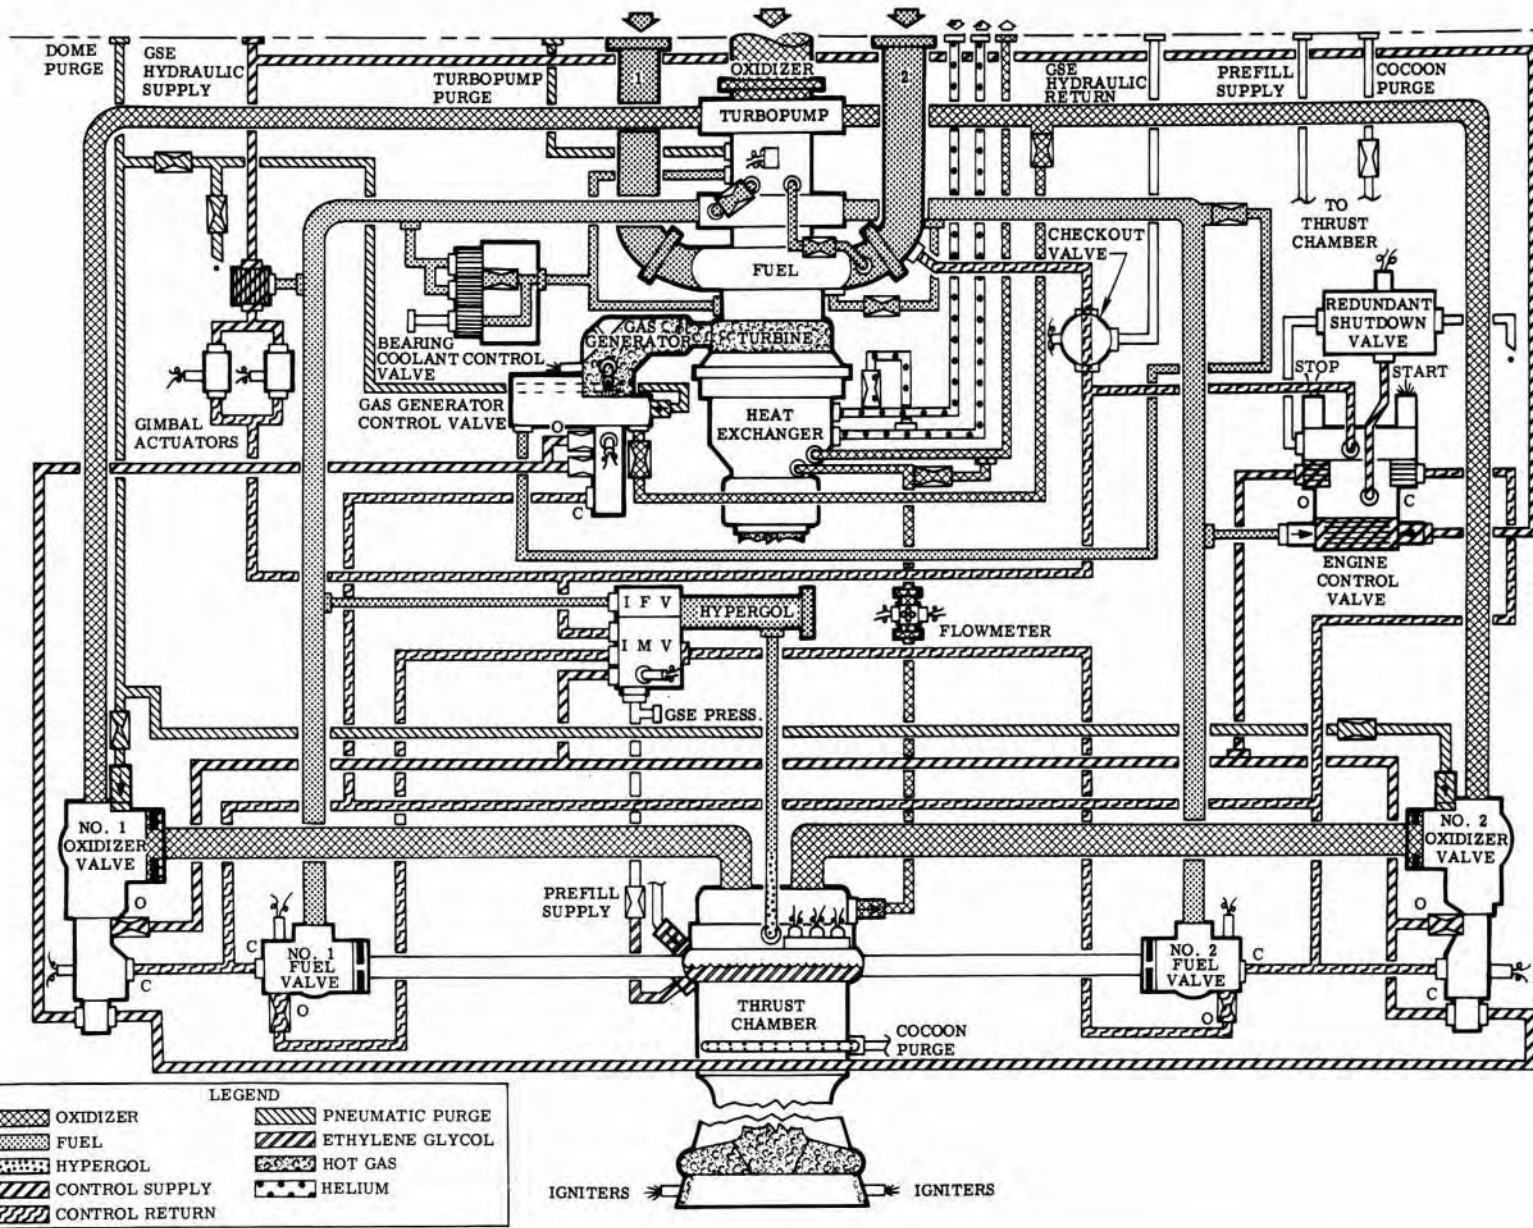 DOME
PURGE
GSE
HYDRAULIC
SUPPLY
TURBOPUMP
PURGE
1
OXIDIZER
2
GSE
HYDRAULIC
RETURN
PREFILL
SUPPLY
COCOON
PURGE
TURBOPUMP
TO
THRUST
CHAMBER
CHECKOUT
VALVE
FUEL
REDUNDANT
SHUTDOWN
VALVE
GAS
GENERATOR
TURBINE
BEARING
COOLANT CONTROL
VALVE
STOP
START
GAS GENERATOR
CONTROL VALVE
HEAT
EXCHANGER
GIMBAL
ACTUATORS
O
C
O
C
ENGINE
CONTROL
VALVE
I F V
HYPERGOL
FLOWMETER
I M V
GSE PRESS.
NO. 1
OXIDIZER
VALVE
NO. 2
OXIDIZER
VALVE
PREFILL
SUPPLY
O
O
C
NO. 1
FUEL
VALVE
NO. 2
FUEL
VALVE
C
C
C
O
O
THRUST
CHAMBER
COCOON
PURGE
LEGEND
OXIDIZER
FUEL
HYPERGOL
CONTROL SUPPLY
CONTROL RETURN
PNEUMATIC PURGE
ETHYLENE GLYCOL
HOT GAS
HELIUM
IGNITERS
IGNITERS